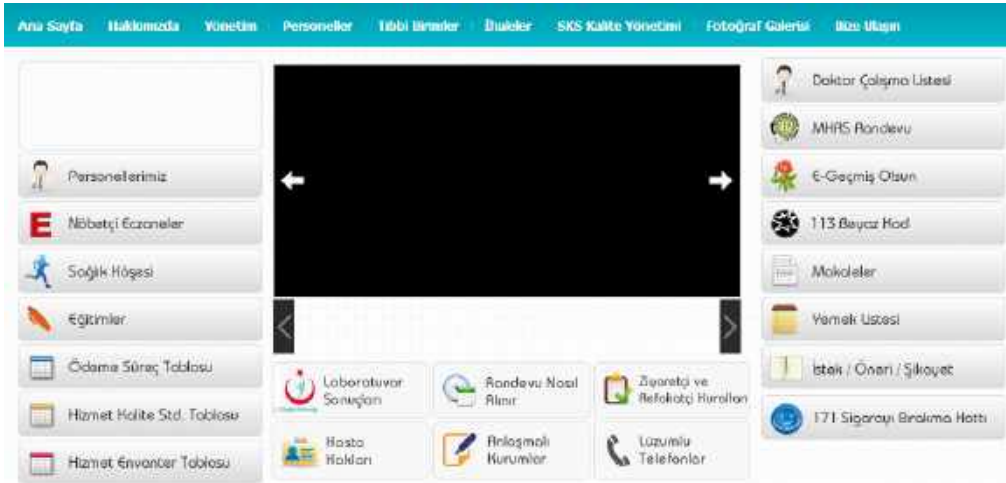 Ana Sayfa Hakkımızda Yönetim Personeller Tıbbi Birimler İhaleler SKS Kalite Yönetimi Fotoğraf Galerisi Bize Ulaşın
Personellerimiz
Nöbetçi Eczaneler
Sağlık Köşesi
Eğitimler
Ödeme Süreç Tablosu
Hizmet Kalite Std. Tablosu
Hizmet Envanter Tablosu
Laboratuvar
Sonuçları
Randevu Nasıl
Alınır
Ziyaretçi ve
Refakatçi Kuralları
Hasta
Hakları
Anlaşmalı
Kurumlar
Lüzumlu
Telefonlar
Doktor Çalışma Listesi
MHRS Randevu
E-Geçmiş Olsun
113 Beyaz Kod
Makaleler
Yemek Listesi
İstek / Öneri / Şikayet
171 Sigarayı Bırakma Hattı